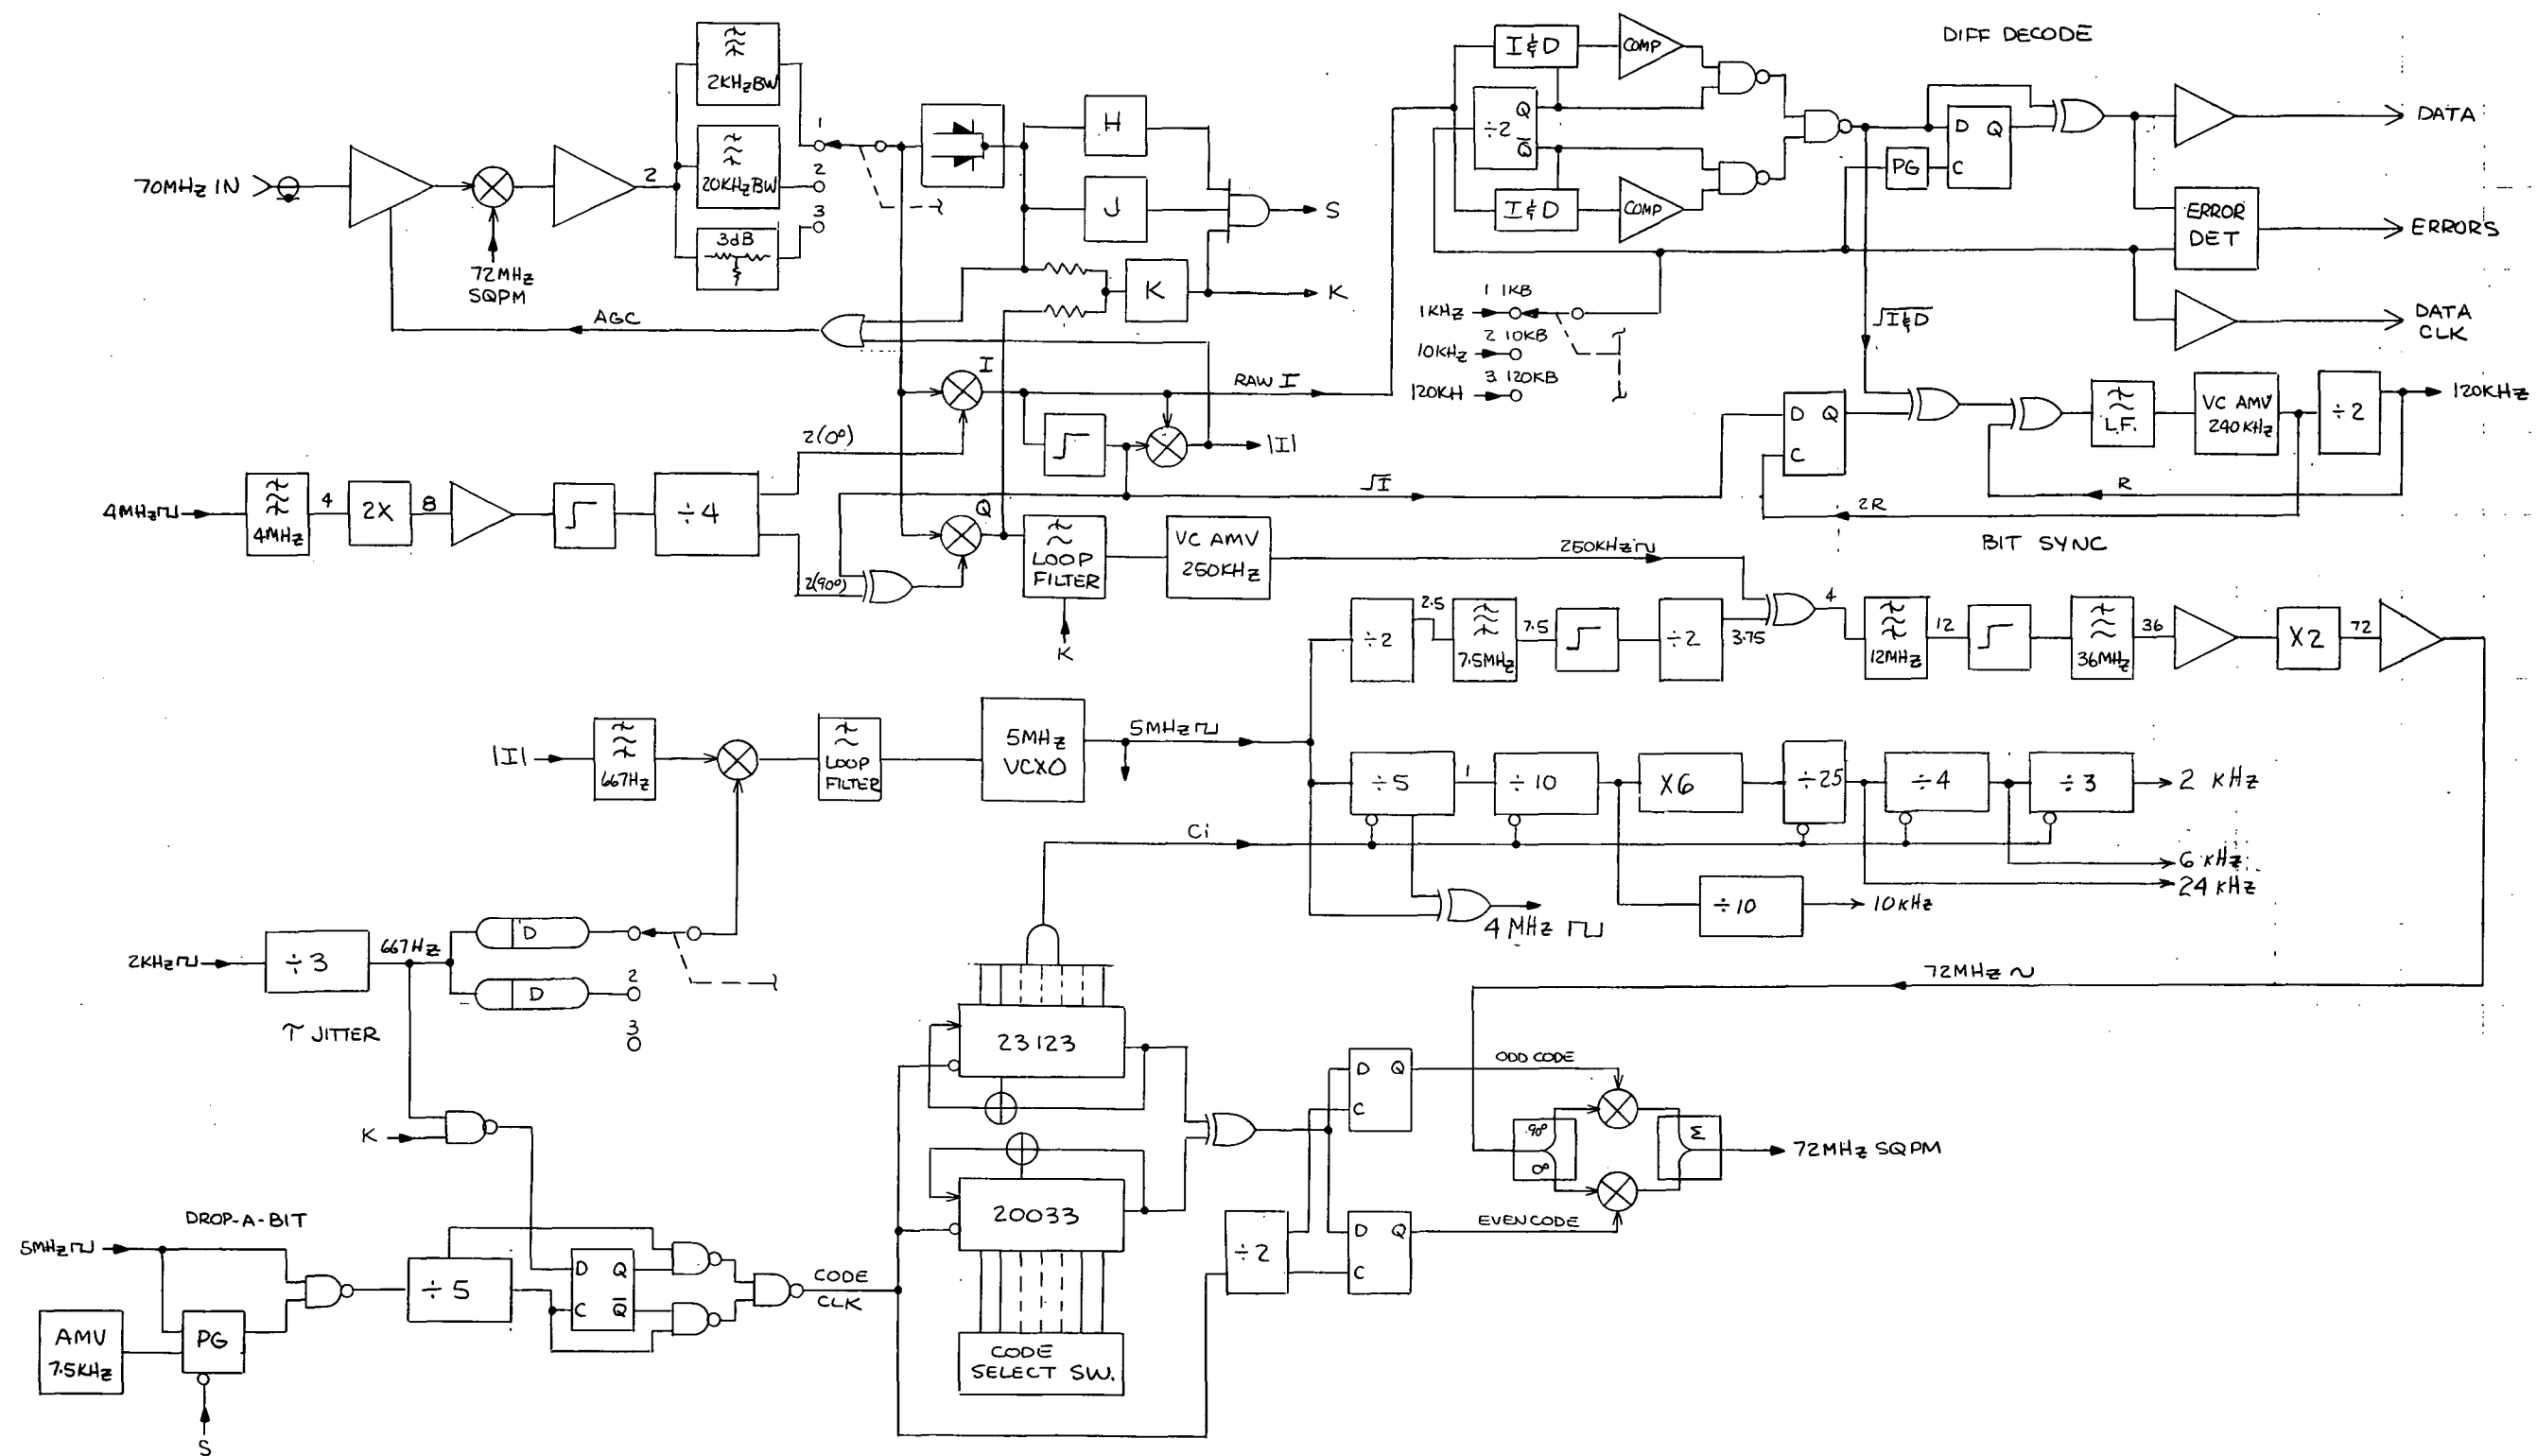 2KHz BW
20KHz BW
3dB
70MHz IN
72MHz
SQPM
2
1
2
3
H
J
K
S
K
AGC
I & D
COMP
÷2
Q
Q̅
I & D
COMP
DIFF DECODE
D Q
C
PG
DATA
ERROR
DET
ERRORS
DATA
CLK
1 1KB
1KHz
2 10KB
10KHz
3 120KB
120KH
√I&D
I
RAW I
|I|
2(0°)
4MHz
4MHz
4
2X
8
÷4
2(90°)
Q
LOOP
FILTER
K
VC AMV
250KHz
√I
D Q
C
L.F.
VC AMV
240KHz
÷2
120KHz
R
2R
BIT SYNC
250KHz
÷2
2.5
7.5MHz
7.5
÷2
3.75
4
12MHz
12
36MHz
36
X2
72
|I|
667Hz
LOOP
FILTER
5MHz
VCXO
5MHz
÷5
1
÷10
X6
÷25
÷4
÷3
2 KHz
Ci
6 KHz
24 KHz
÷10
10KHz
4 MHz
2KHz
÷3
667Hz
D
D
2
3
τ JITTER
72MHz
23123
20033
CODE
SELECT SW.
K
DROP-A-BIT
5MHz
AMV
7.5KHz
PG
S
÷5
D Q
C Q̅
CODE
CLK
÷2
D Q
C
D Q
C
ODD CODE
EVEN CODE
90°
0°
Σ
72MHz SQPM